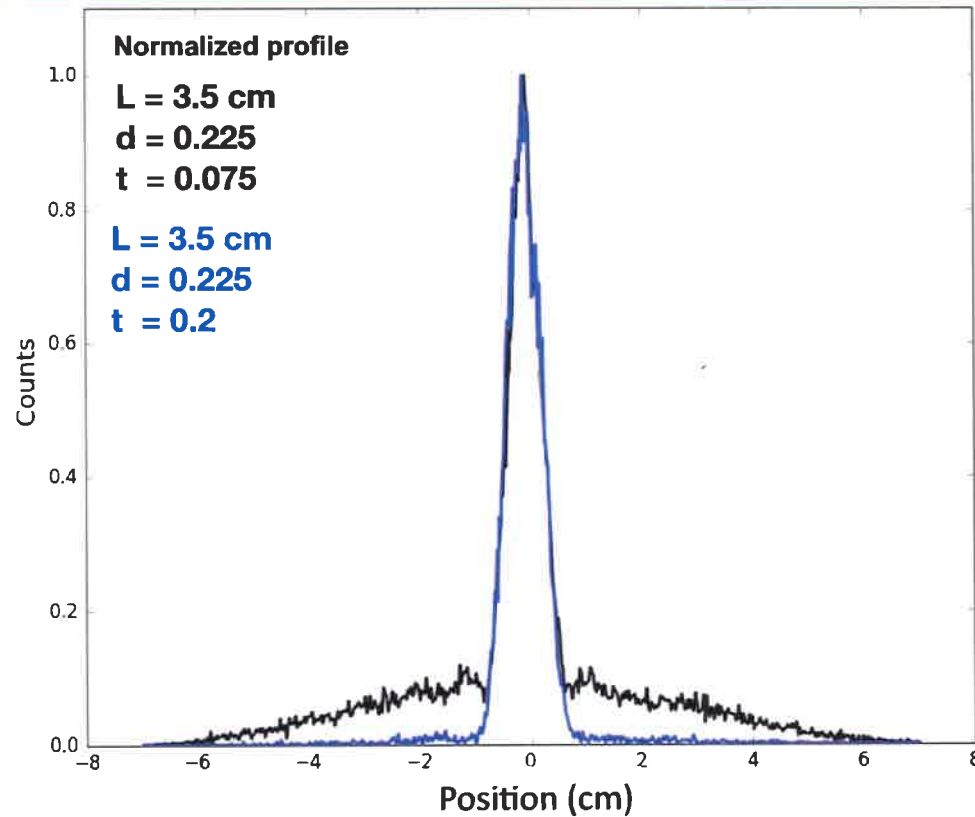 Normalized profile
L = 3.5 cm
d = 0.225
t = 0.075
L = 3.5 cm
d = 0.225
t = 0.2
Counts
1.0
0.8
0.6
0.4
0.2
0.0
−8 −6 −4 −2 0 2 4 6 8
Position (cm)